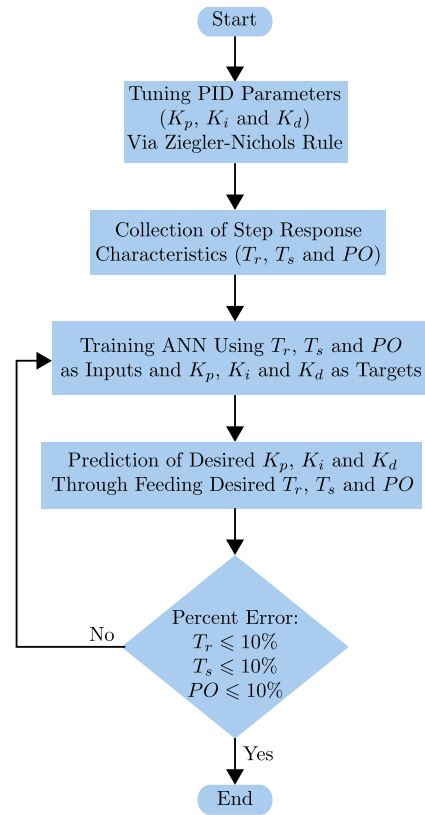 Start
Tuning PID Parameters
(K_p, K_i and K_d)
Via Ziegler-Nichols Rule
Collection of Step Response
Characteristics (T_r, T_s and PO)
Training ANN Using T_r, T_s and PO
as Inputs and K_p, K_i and K_d as Targets
Prediction of Desired K_p, K_i and K_d
Through Feeding Desired T_r, T_s and PO
Percent Error:
T_r ⩽ 10%
T_s ⩽ 10%
PO ⩽ 10%
No
Yes
End